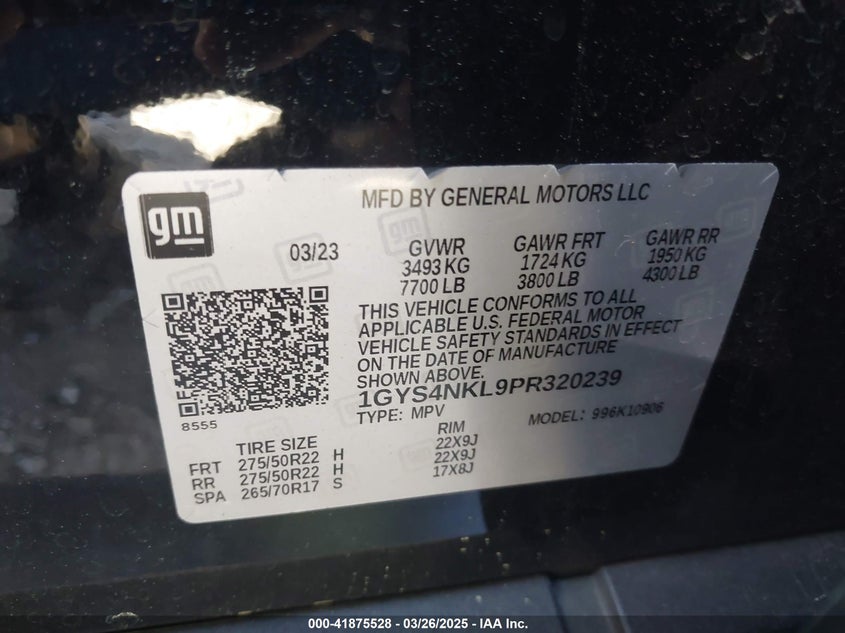 gm
MFD BY GENERAL MOTORS LLC
03/23
GVWR
3493 KG
7700 LB
GAWR FRT
1724 KG
3800 LB
GAWR RR
1950 KG
4300 LB
THIS VEHICLE CONFORMS TO ALL
APPLICABLE U.S. FEDERAL MOTOR
VEHICLE SAFETY STANDARDS IN EFFECT
ON THE DATE OF MANUFACTURE
SHOWN ABOVE.
1GYS4NKL9PR320239
TYPE: MPV
MODEL: 996K10906
8555
TIRE SIZE RIM
FRT 275/50R22 H 22X9J
RR 275/50R22 H 22X9J
SPA 265/70R17 S 17X8J
000-41875528 - 03/26/2025 - IAA Inc.